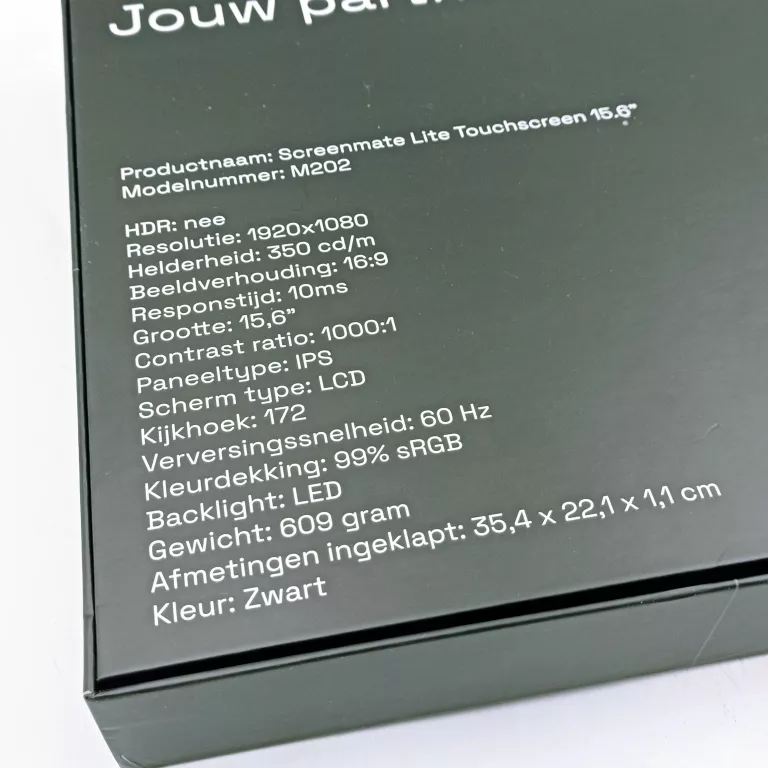 Jouw
Productnaam: Screenmate Lite Touchscreen 15.6"
Modelnummer: M202
HDR: nee
Resolutie: 1920x1080
Helderheid: 350 cd/m
Beeldverhouding: 16:9
Responstijd: 10ms
Grootte: 15,6”
Contrast ratio: 1000:1
Paneeltype: IPS
Scherm type: LCD
Kijkhoek: 172
Verversingssnelheid: 60 Hz
Kleurdekking: 99% sRGB
Backlight: LED
Gewicht: 609 gram
Afmetingen ingeklapt: 35,4 x 22,1 x 1,1 cm
Kleur: Zwart